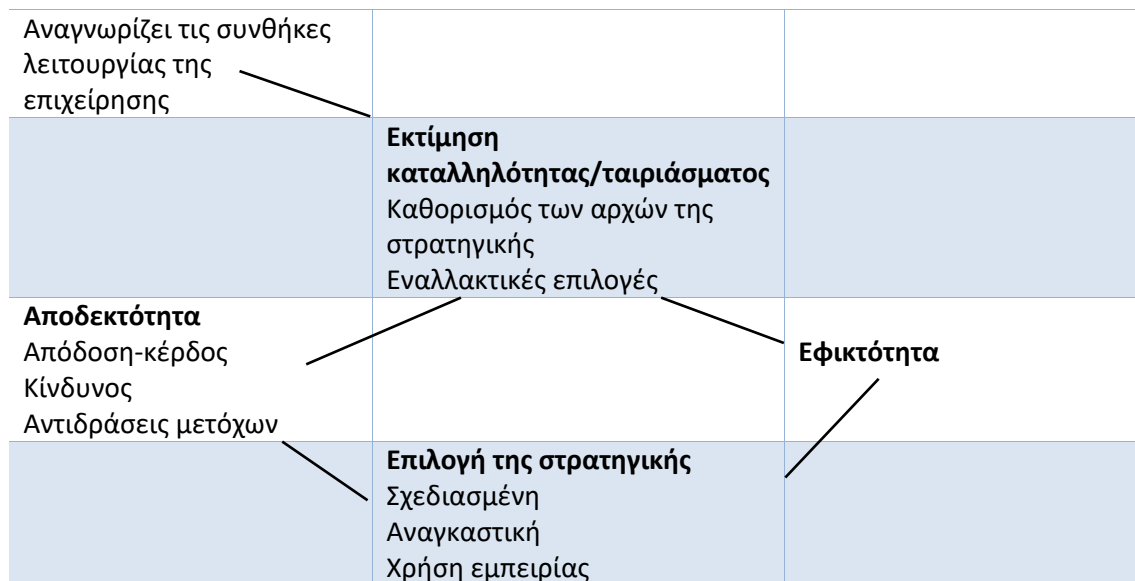 Αναγνωρίζει τις συνθήκες
λειτουργίας της
επιχείρησης
Εκτίμηση
καταλληλότητας/ταιριάσματος
Καθορισμός των αρχών της
στρατηγικής
Εναλλακτικές επιλογές
Αποδεκτότητα
Απόδοση-κέρδος
Κίνδυνος
Αντιδράσεις μετόχων
Εφικτότητα
Επιλογή της στρατηγικής
Σχεδιασμένη
Αναγκαστική
Χρήση εμπειρίας